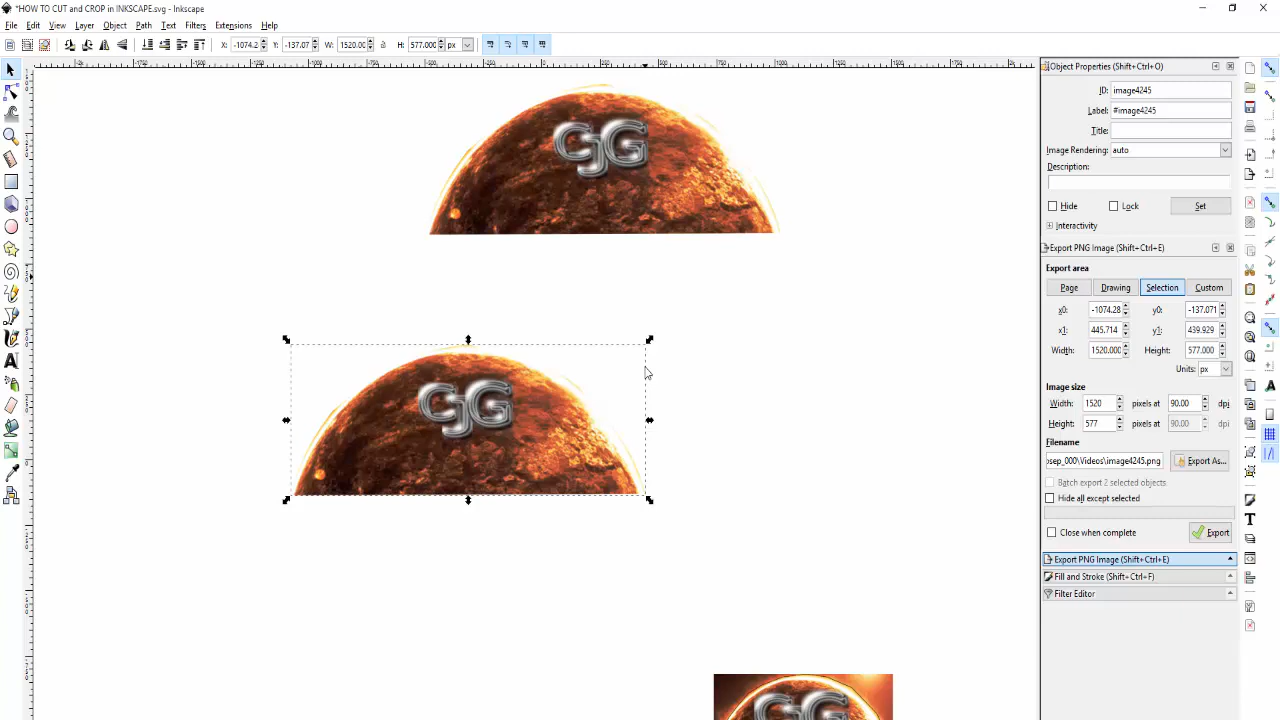 *HOW TO CUT and CROP in INKSCAPE.svg - Inkscape
File Edit View Layer Object Path Text Filters Extensions Help
X: -1074.2 Y: -137.07 W: 1520.00 H: 577.000 px
Object Properties (Shift+Ctrl+O)
ID: image4245
Label: #image4245
Title:
Image Rendering: auto
Description:
Hide Lock Set
Interactivity
Export PNG Image (Shift+Ctrl+E)
Export area
Page Drawing Selection Custom
x0: -1074.28 y0: -137.071
x1: 445.714 y1: 439.929
Width: 1520.000 Height: 577.000
Units: px
Image size
Width: 1520 pixels at 90.00 dpi
Height: 577 pixels at 90.00 dpi
Filename
osep_000\Videos\image4245.png Export As...
Batch export 2 selected objects
Hide all except selected
Close when complete Export
Export PNG Image (Shift+Ctrl+E)
Fill and Stroke (Shift+Ctrl+F)
Filter Editor
CjG
CjG
CjG